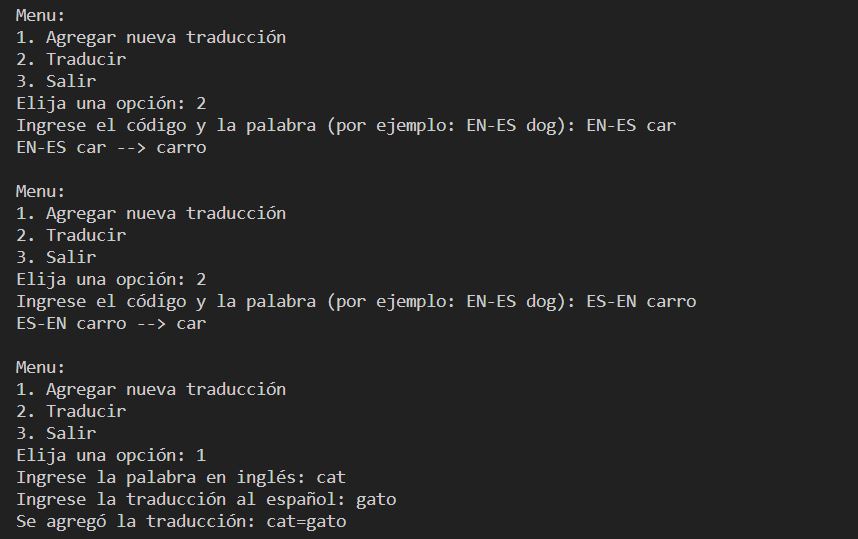 Menu:
1. Agregar nueva traducción
2. Traducir
3. Salir
Elija una opción: 2
Ingrese el código y la palabra (por ejemplo: EN-ES dog): EN-ES car
EN-ES car --> carro
Menu:
1. Agregar nueva traducción
2. Traducir
3. Salir
Elija una opción: 2
Ingrese el código y la palabra (por ejemplo: EN-ES dog): ES-EN carro
ES-EN carro --> car
Menu:
1. Agregar nueva traducción
2. Traducir
3. Salir
Elija una opción: 1
Ingrese la palabra en inglés: cat
Ingrese la traducción al español: gato
Se agregó la traducción: cat=gato